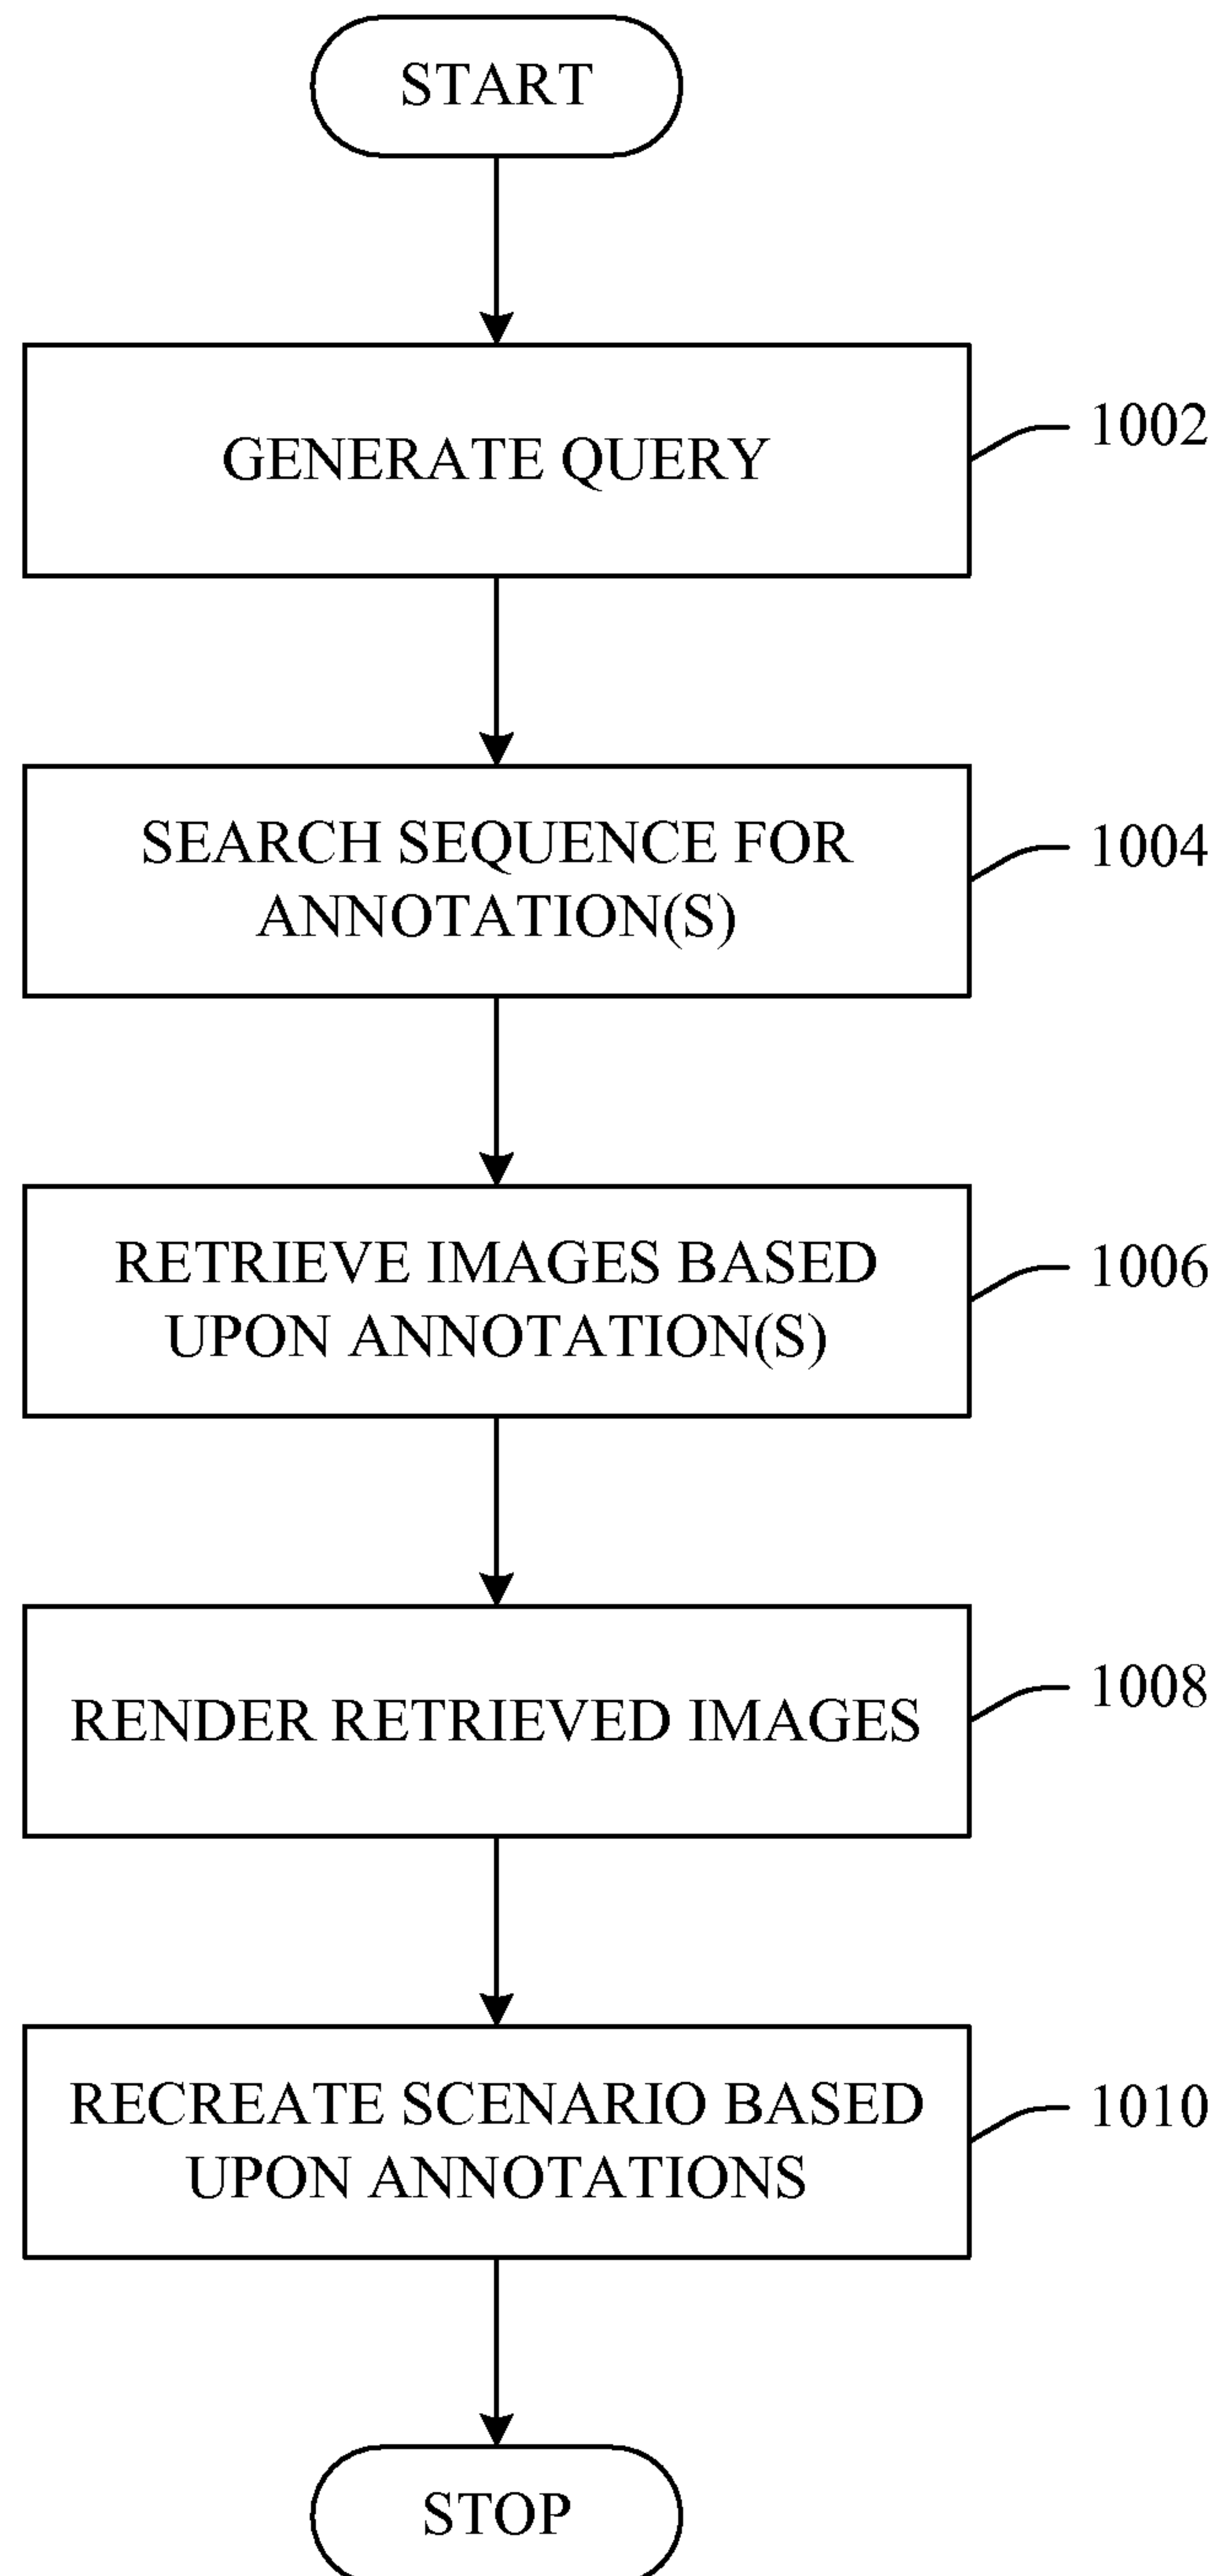 START
GENERATE QUERY
1002
SEARCH SEQUENCE FOR
ANNOTATION(S)
1004
RETRIEVE IMAGES BASED
UPON ANNOTATION(S)
1006
RENDER RETRIEVED IMAGES
1008
RECREATE SCENARIO BASED
UPON ANNOTATIONS
1010
STOP